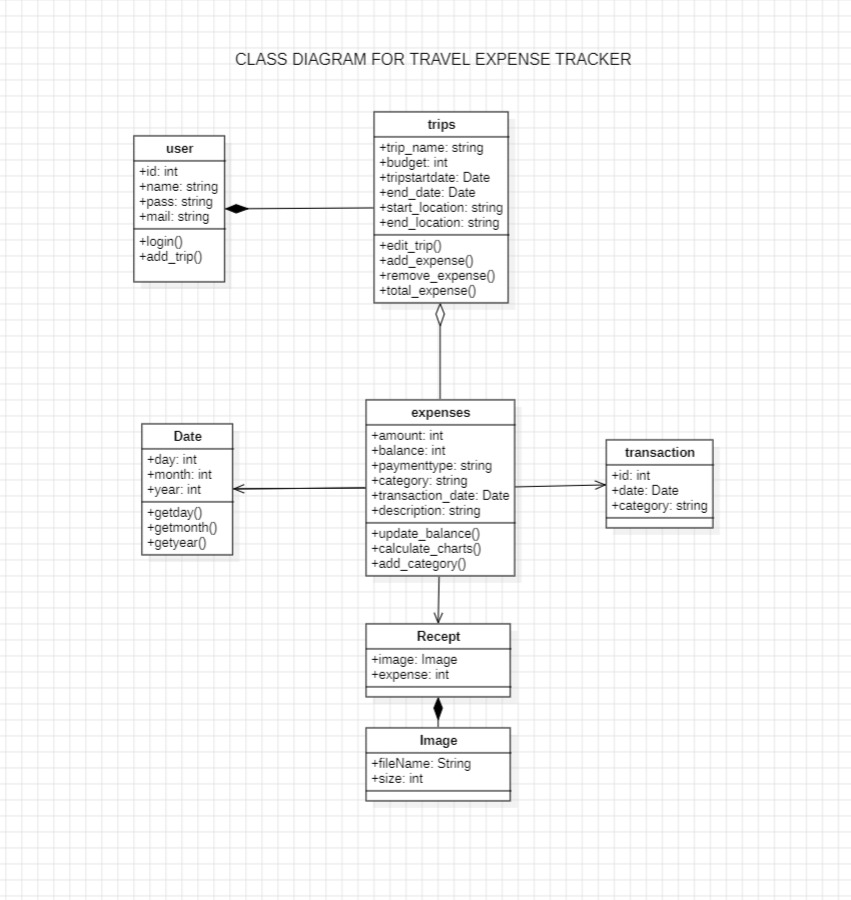 CLASS DIAGRAM FOR TRAVEL EXPENSE TRACKER
user
+id: int
+name: string
+pass: string
+mail: string
+login()
+add_trip()
trips
+trip_name: string
+budget: int
+tripstartdate: Date
+end_date: Date
+start_location: string
+end_location: string
+edit_trip()
+add_expense()
+remove_expense()
+total_expense()
Date
+day: int
+month: int
+year: int
+getday()
+getmonth()
+getyear()
expenses
+amount: int
+balance: int
+paymenttype: string
+category: string
+transaction_date: Date
+description: string
+update_balance()
+calculate_charts()
+add_category()
transaction
+id: int
+date: Date
+category: string
Recept
+image: Image
+expense: int
Image
+fileName: String
+size: int